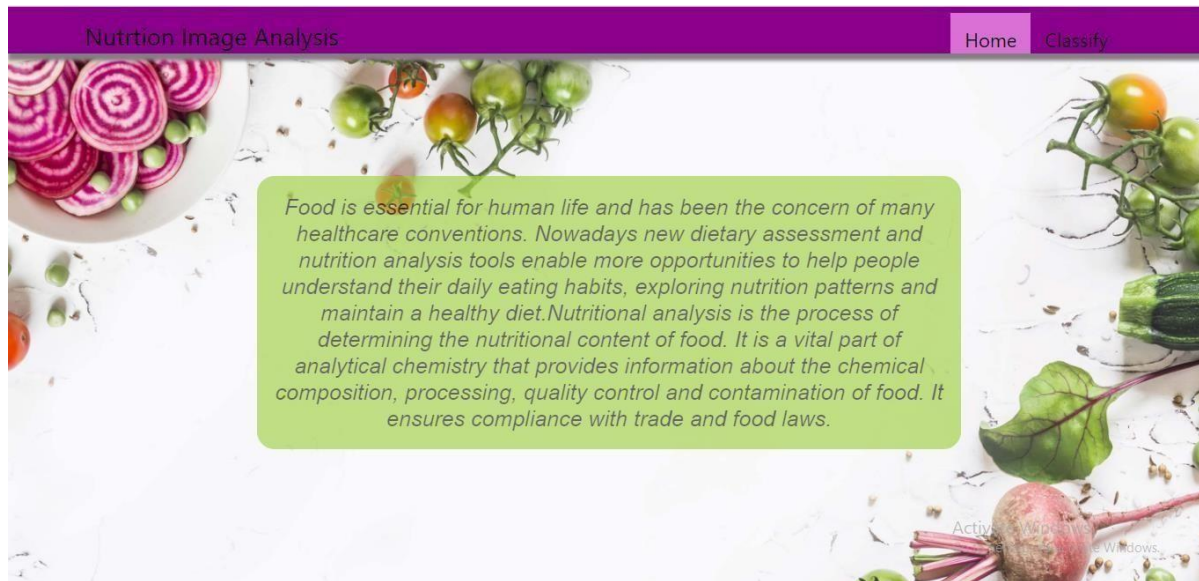 Nutrtion Image Analysis
Home Classify
Food is essential for human life and has been the concern of many
healthcare conventions. Nowadays new dietary assessment and
nutrition analysis tools enable more opportunities to help people
understand their daily eating habits, exploring nutrition patterns and
maintain a healthy diet.Nutritional analysis is the process of
determining the nutritional content of food. It is a vital part of
analytical chemistry that provides information about the chemical
composition, processing, quality control and contamination of food. It
ensures compliance with trade and food laws.
Activate Windows
Windows.